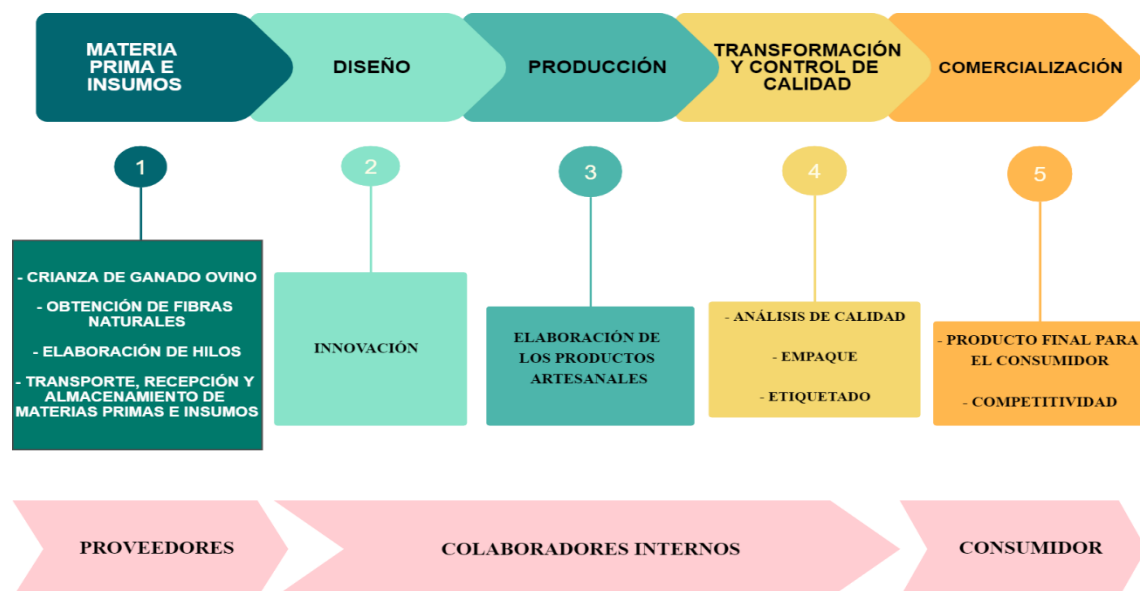 MATERIA
PRIMA E
INSUMOS
DISEÑO
PRODUCCIÓN
TRANSFORMACIÓN
Y CONTROL DE
CALIDAD
COMERCIALIZACIÓN
1
2
3
4
5
- CRIANZA DE GANADO OVINO
- OBTENCIÓN DE FIBRAS
NATURALES
- ELABORACIÓN DE HILOS
- TRANSPORTE, RECEPCIÓN Y
ALMACENAMIENTO DE
MATERIAS PRIMAS E INSUMOS
INNOVACIÓN
ELABORACIÓN DE
LOS PRODUCTOS
ARTESANALES
- ANÁLISIS DE CALIDAD
- EMPAQUE
- ETIQUETADO
- PRODUCTO FINAL PARA
EL CONSUMIDOR
- COMPETITIVIDAD
PROVEEDORES
COLABORADORES INTERNOS
CONSUMIDOR